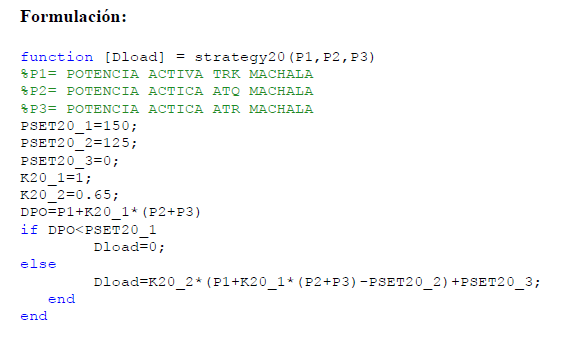 Formulación:
function [Dload] = strategy20(P1,P2,P3)
%P1= POTENCIA ACTIVA TRK MACHALA
%P2= POTENCIA ACTICA ATQ MACHALA
%P3= POTENCIA ACTICA ATR MACHALA
PSET20_1=150;
PSET20_2=125;
PSET20_3=0;
K20_1=1;
K20_2=0.65;
DPO=P1+K20_1*(P2+P3)
if DPO<PSET20_1
Dload=0;
else
Dload=K20_2*(P1+K20_1*(P2+P3)-PSET20_2)+PSET20_3;
end
end